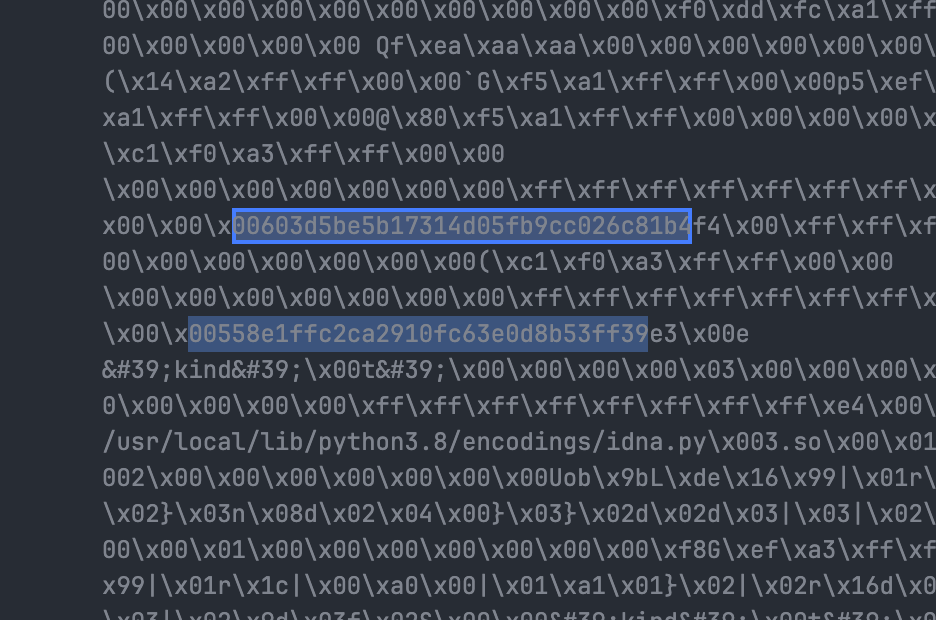 00\x00\x00\x00\x00\x00\x00\x00\x00\x00\xf0\xdd\xfc\xa1\xff
00\x00\x00\x00\x00 Qf\xea\xaa\xaa\x00\x00\x00\x00\x00\x00\
(\x14\xa2\xff\xff\x00\x00`G\xf5\xa1\xff\xff\x00\x00p5\xef\
xa1\xff\xff\x00\x00@\x80\xf5\xa1\xff\xff\x00\x00\x00\x00\x
\xc1\xf0\xa3\xff\xff\x00\x00
\x00\x00\x00\x00\x00\x00\x00\xff\xff\xff\xff\xff\xff\xff\x
x00\x00\x00603d5be5b17314d05fb9cc026c81b4f4\x00\xff\xff\xf
00\x00\x00\x00\x00\x00\x00(\xc1\xf0\xa3\xff\xff\x00\x00
\x00\x00\x00\x00\x00\x00\x00\xff\xff\xff\xff\xff\xff\xff\x
\x00\x00558e1ffc2ca2910fc63e0d8b53ff39e3\x00e
&#39;kind&#39;\x00t&#39;\x00\x00\x00\x00\x03\x00\x00\x00\x
0\x00\x00\x00\x00\xff\xff\xff\xff\xff\xff\xff\xff\xe4\x00\
/usr/local/lib/python3.8/encodings/idna.py\x003.so\x00\x01
002\x00\x00\x00\x00\x00\x00\x00Uob\x9bL\xde\x16\x99|\x01r\
\x02}\x03n\x08d\x02\x04\x00}\x03}\x02d\x02d\x03|\x03|\x02\
00\x00\x01\x00\x00\x00\x00\x00\x00\x00\xf8G\xef\xa3\xff\xf
x99|\x01r\x1c|\x00\xa0\x00|\x01\xa1\x01}\x02|\x02r\x16d\x0